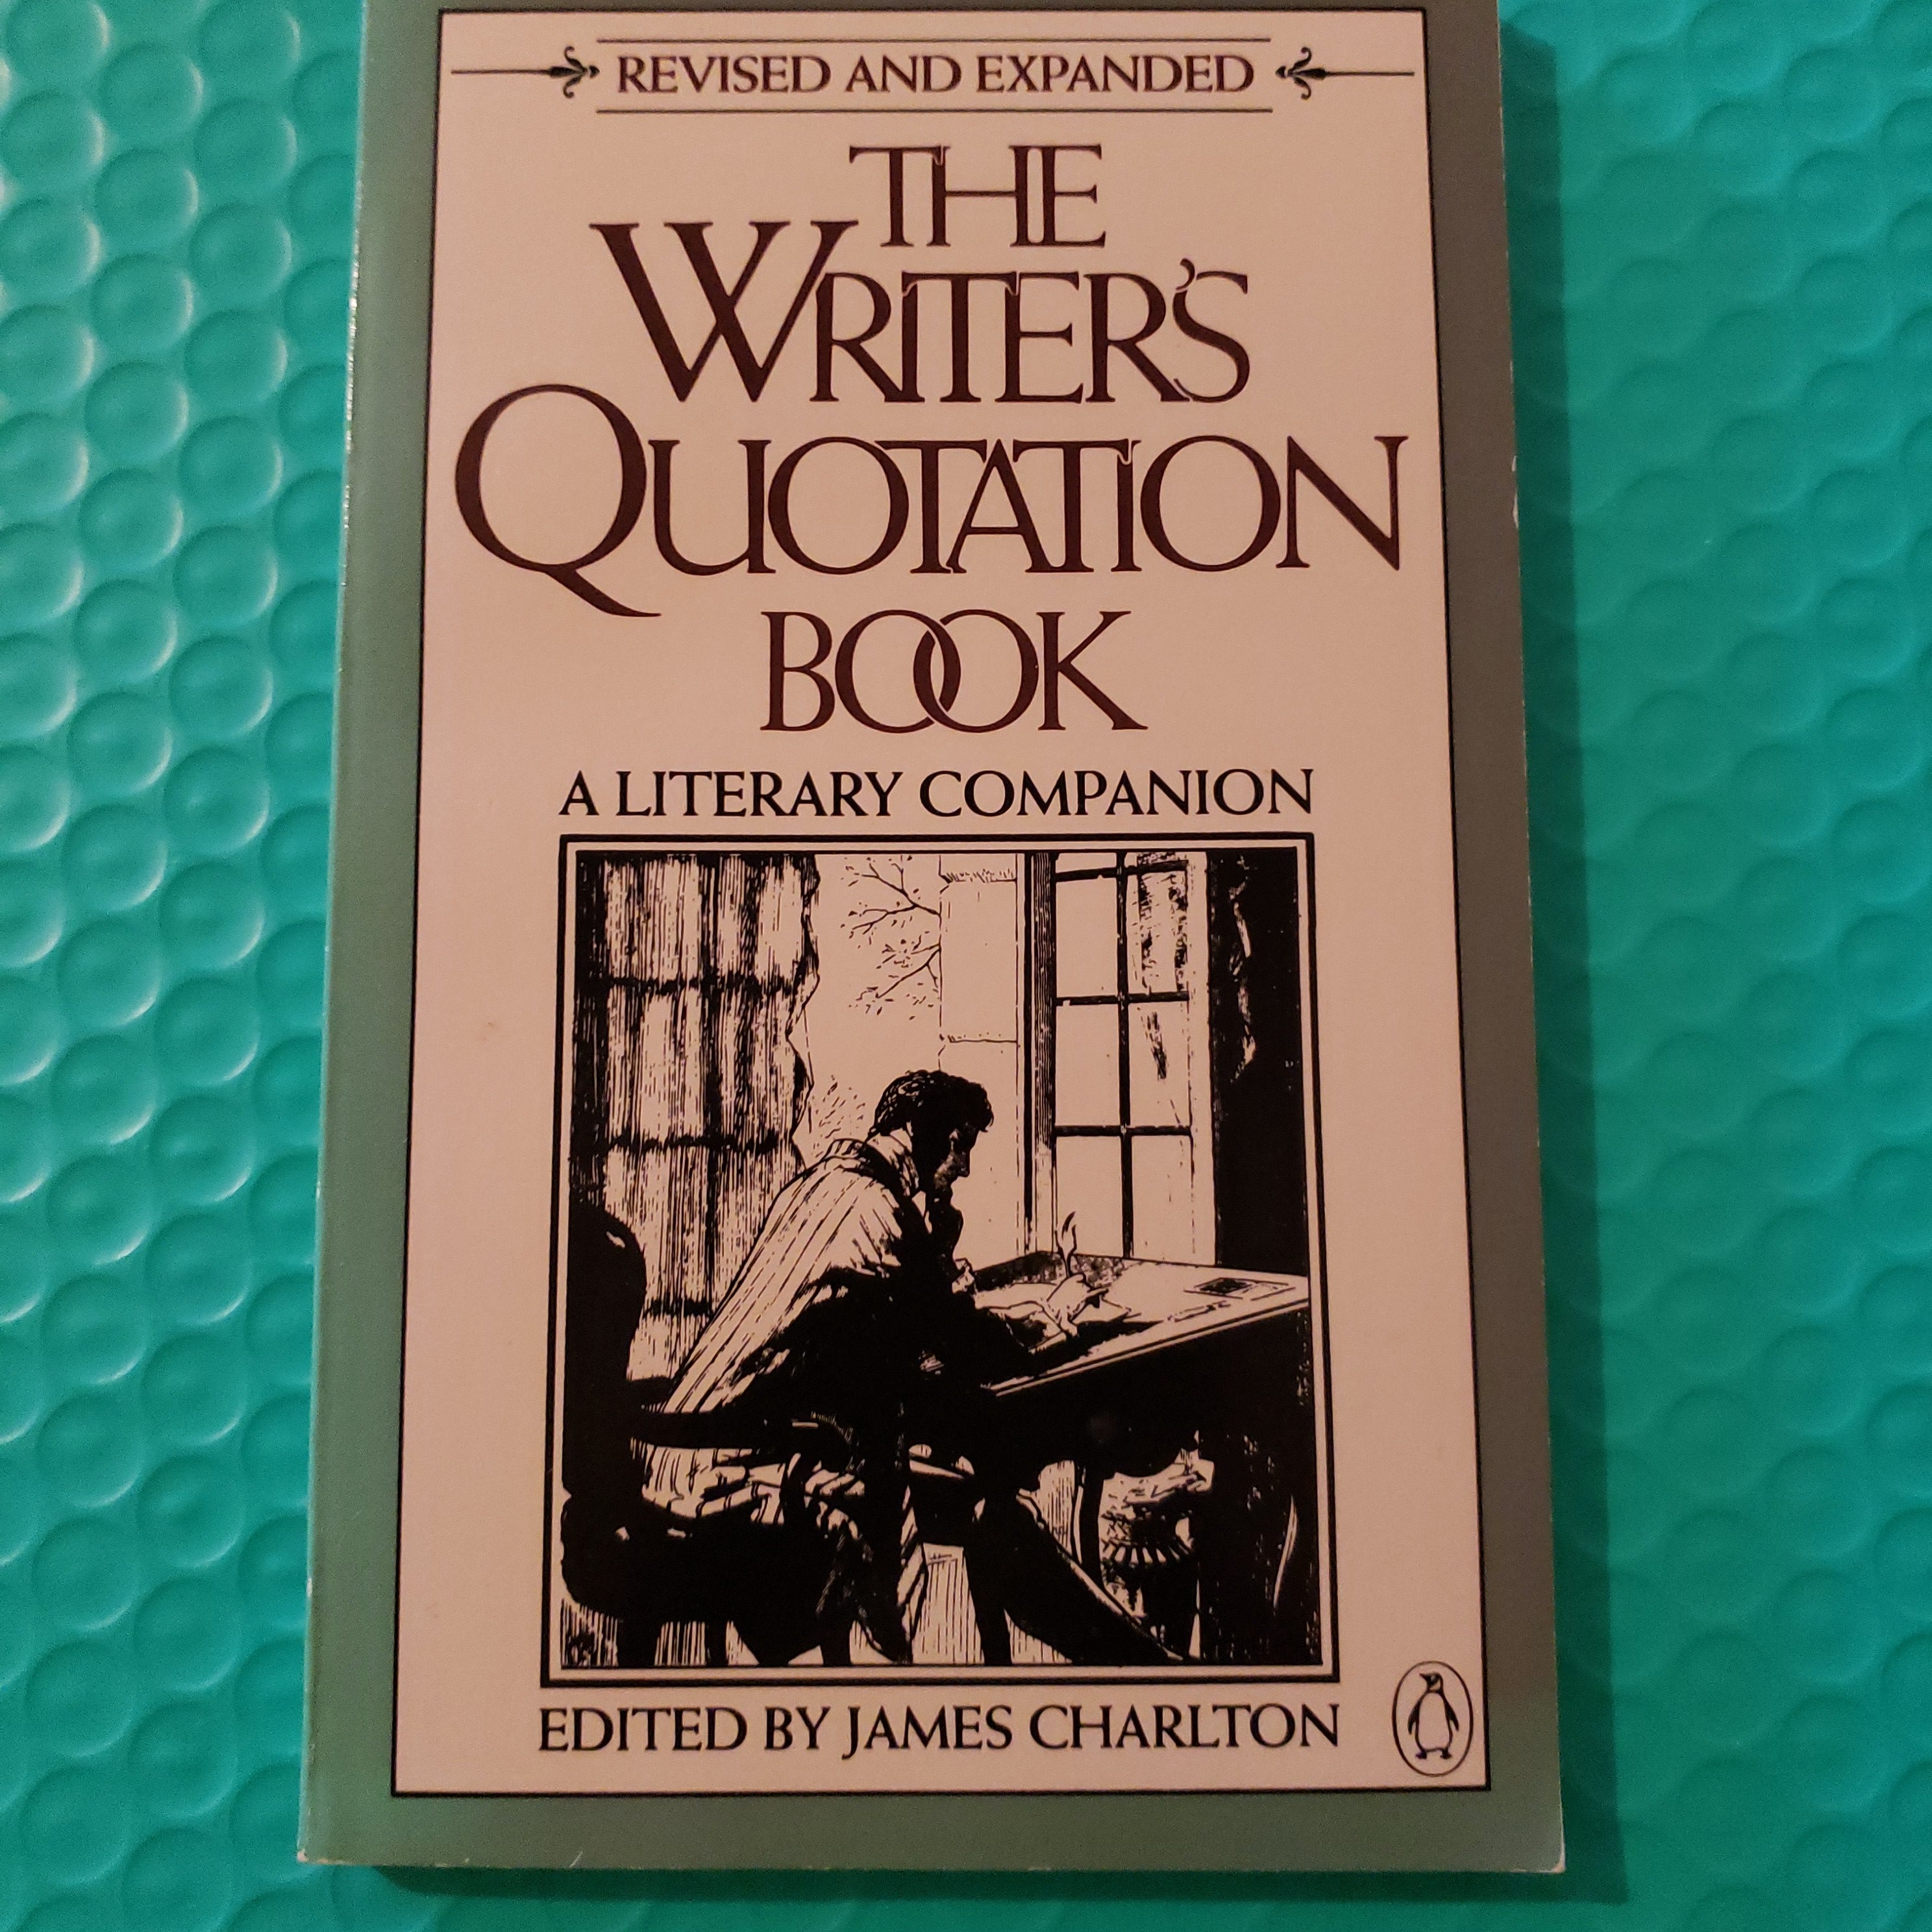 REVISED AND EXPANDED
THE
WRITER'S
QUOTATION
BOOK
A LITERARY COMPANION
EDITED BY JAMES CHARLTON